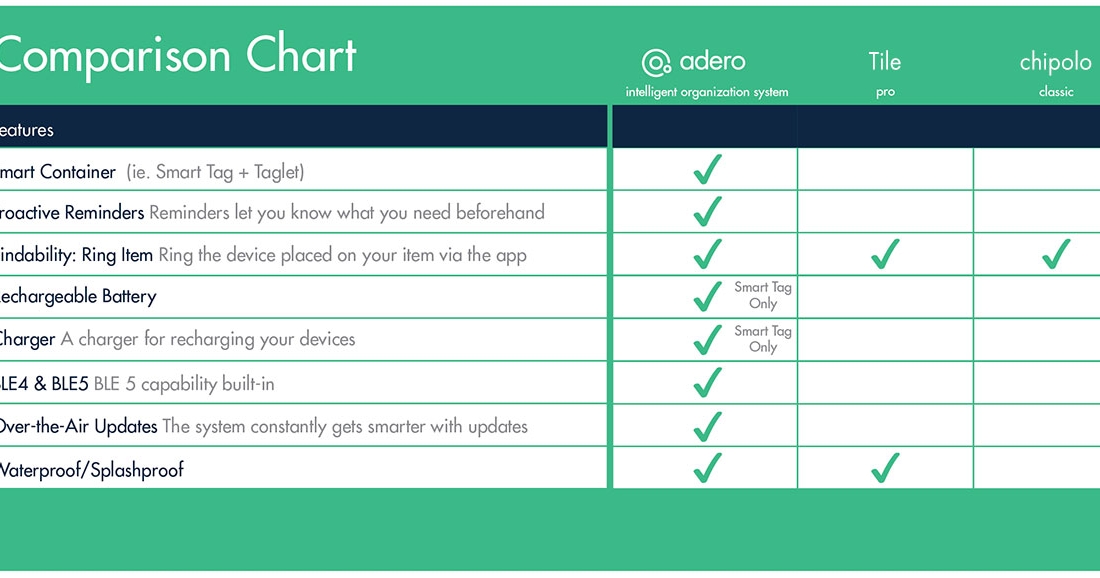 Comparison Chart
adero
Tile
chipolo
intelligent organization system
pro
classic
eatures
mart Container (ie. Smart Tag + Taglet)
roactive Reminders Reminders let you know what you need beforehand
indability: Ring Item Ring the device placed on your item via the app
echargeable Battery
Smart Tag
Only
Charger A charger for recharging your devices
Smart Tag
Only
BLE4 & BLE5 BLE 5 capability built-in
Over-the-Air Updates The system constantly gets smarter with updates
Waterproof/Splashproof